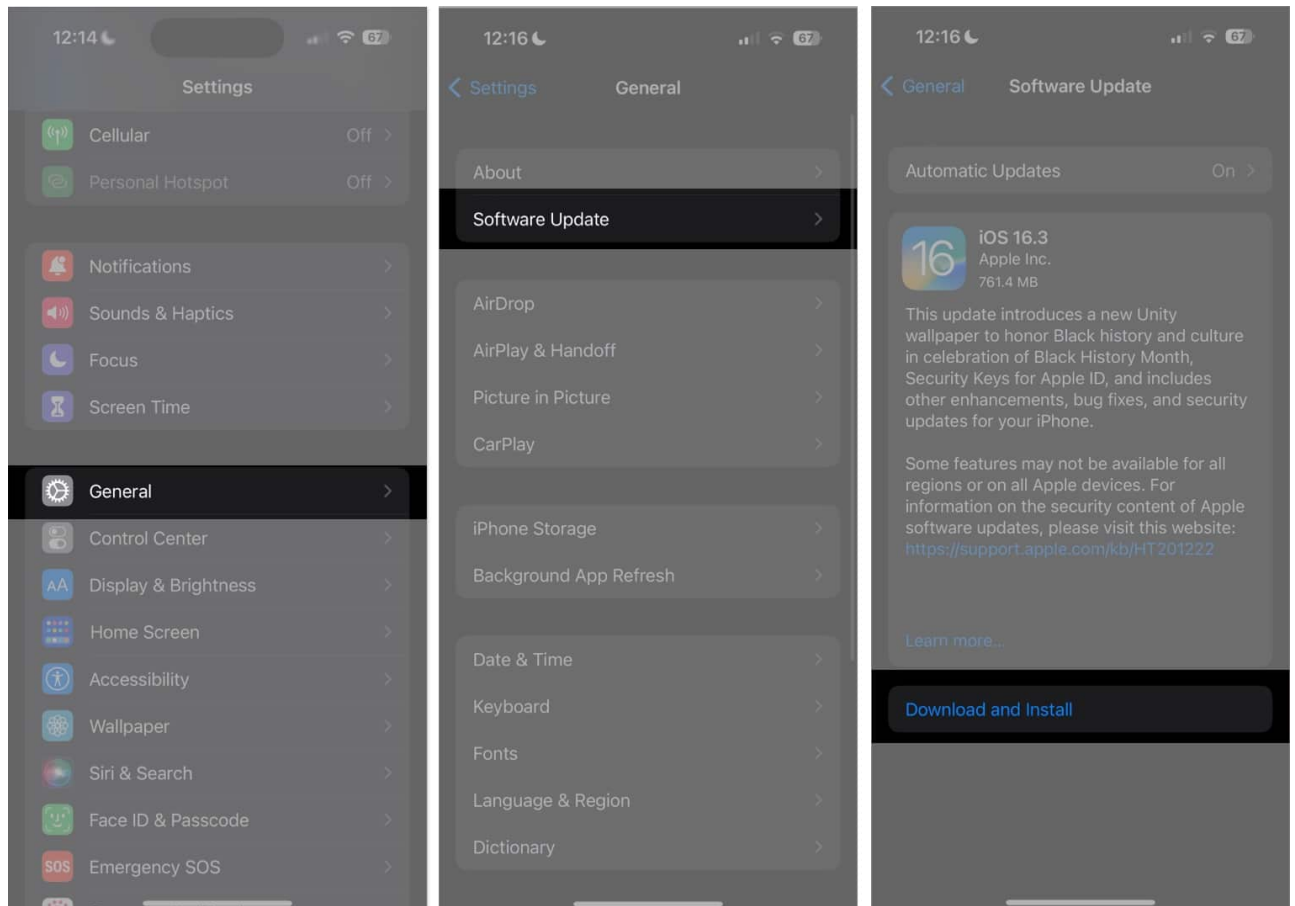 12:14
67
Settings
Cellular Off
Personal Hotspot Off
Notifications
Sounds & Haptics
Focus
Screen Time
General
Control Center
AA Display & Brightness
Home Screen
Accessibility
Wallpaper
Siri & Search
Face ID & Passcode
SOS Emergency SOS
12:16
67
Settings General
About
Software Update
AirDrop
AirPlay & Handoff
Picture in Picture
CarPlay
iPhone Storage
Background App Refresh
Date & Time
Keyboard
Fonts
Language & Region
Dictionary
12:16
67
General Software Update
Automatic Updates On
16
iOS 16.3
Apple Inc.
761.4 MB
This update introduces a new Unity
wallpaper to honor Black history and culture
in celebration of Black History Month,
Security Keys for Apple ID, and includes
other enhancements, bug fixes, and security
updates for your iPhone.
Some features may not be available for all
regions or on all Apple devices. For
information on the security content of Apple
software updates, please visit this website:
https://support.apple.com/kb/HT201222
Learn more...
Download and Install